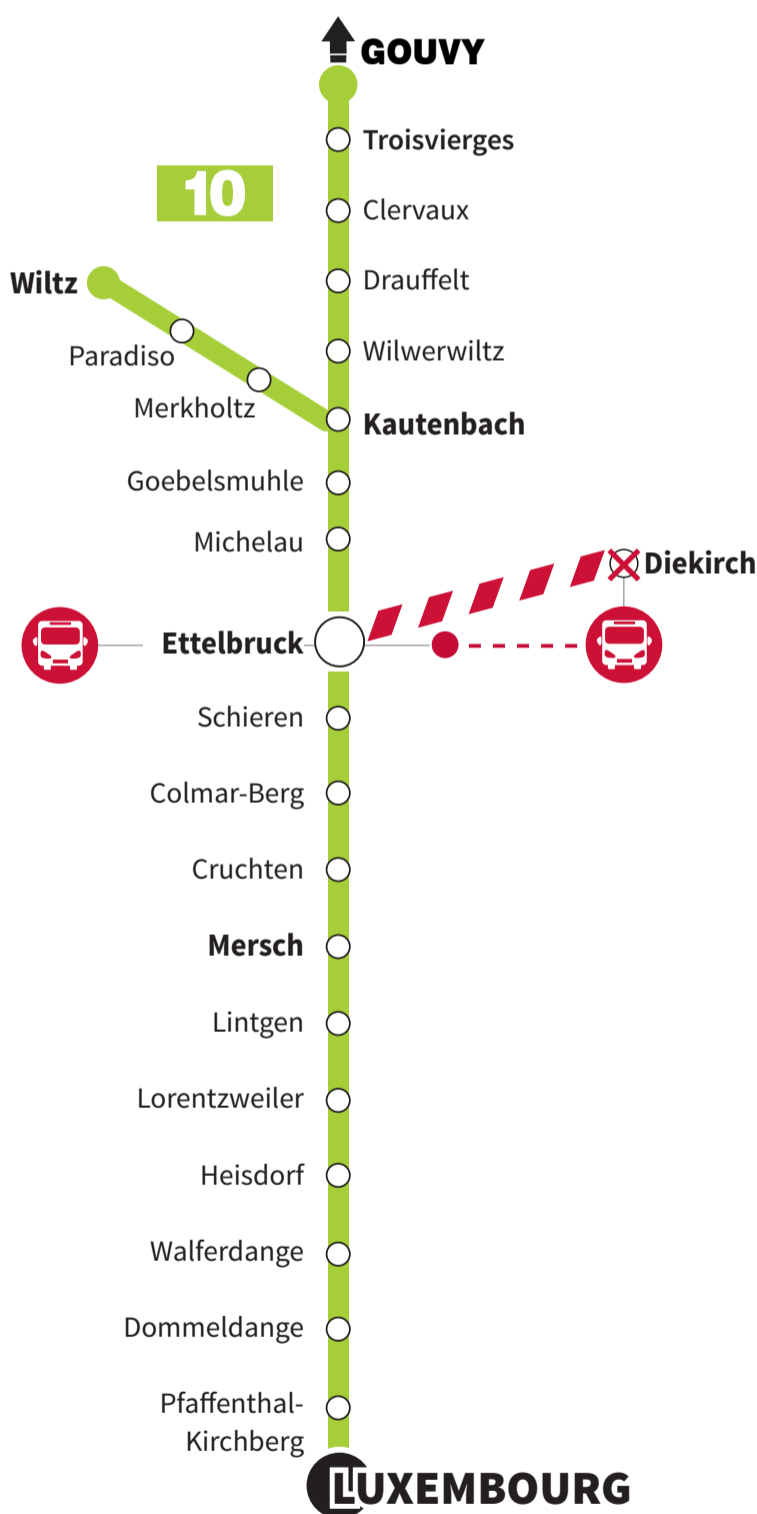 GOUVY
Troisvierges
10
Clervaux
Wiltz
Drauffelt
Paradiso
Wilwerwiltz
Merkholtz
Kautenbach
Goebelsmuhle
Michelau
Diekirch
Ettelbruck
Schieren
Colmar-Berg
Cruchten
Mersch
Lintgen
Lorentzweiler
Heisdorf
Walferdange
Dommeldange
Pfaffenthal-
Kirchberg
LUXEMBOURG